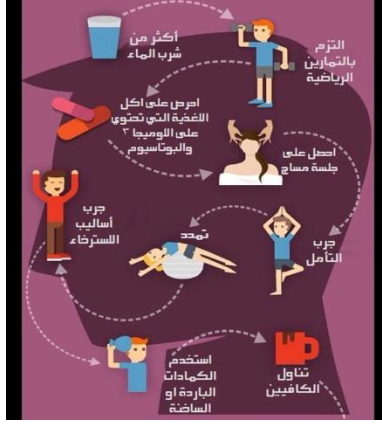 أكثر من
شرب الماء
التزم
بالتمارين
الرياضية
احرص على اكل
الاغذية التي تحتوي
على الاوميجا ٣
والبوتاسيوم
احصل على
جلسة مساج
جرب
التأمل
تمدد
جرب
أساليب
الاسترخاء
استخدم
الكمادات
الباردة او
الساخنة
تناول
الكافيين